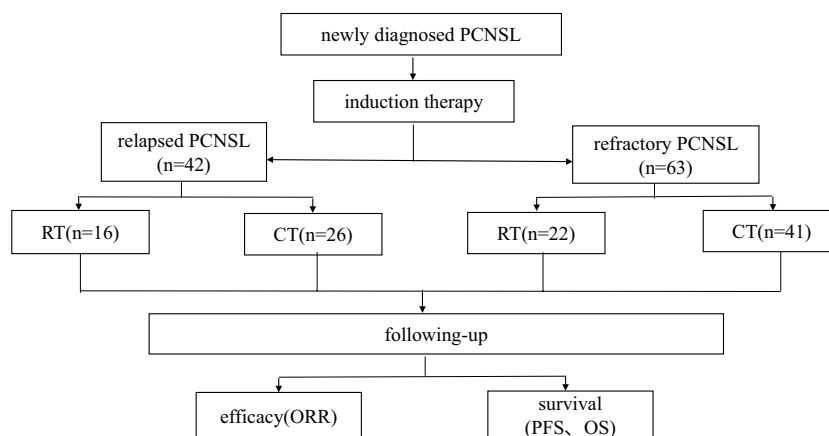 newly diagnosed PCNSL
induction therapy
relapsed PCNSL
(n=42)
refractory PCNSL
(n=63)
RT(n=16)
CT(n=26)
RT(n=22)
CT(n=41)
following-up
efficacy(ORR)
survival
(PFS、OS)